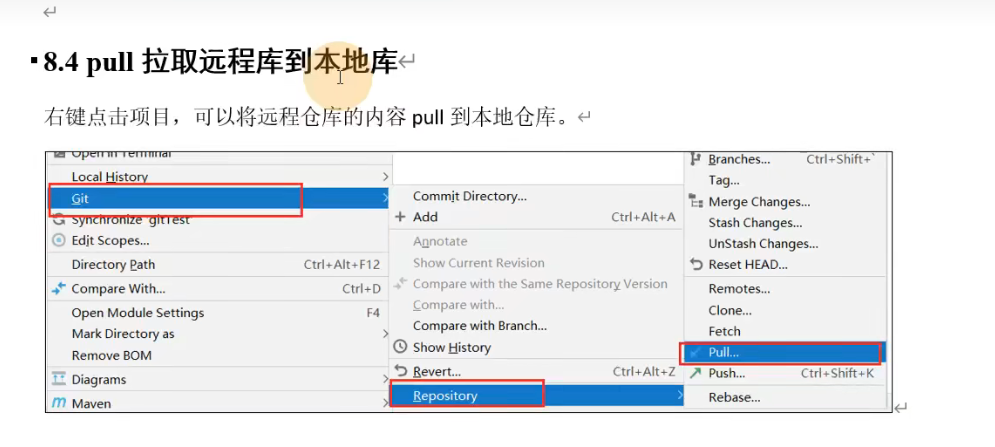 8.4 pull 拉取远程库到本地库
右键点击项目，可以将远程仓库的内容 pull 到本地仓库。
Open in Terminal
Local History
Git
Synchronize 'gitTest'
Edit Scopes...
Directory Path Ctrl+Alt+F12
Compare With... Ctrl+D
Open Module Settings F4
Mark Directory as
Remove BOM
Diagrams
Maven
Commit Directory...
Add Ctrl+Alt+A
Annotate
Show Current Revision
Compare with the Same Repository Version
Compare with...
Compare with Branch...
Show History
Revert... Ctrl+Alt+Z
Repository
Branches... Ctrl+Shift+`
Tag...
Merge Changes...
Stash Changes...
UnStash Changes...
Reset HEAD...
Remotes...
Clone...
Fetch
Pull...
Push... Ctrl+Shift+K
Rebase...